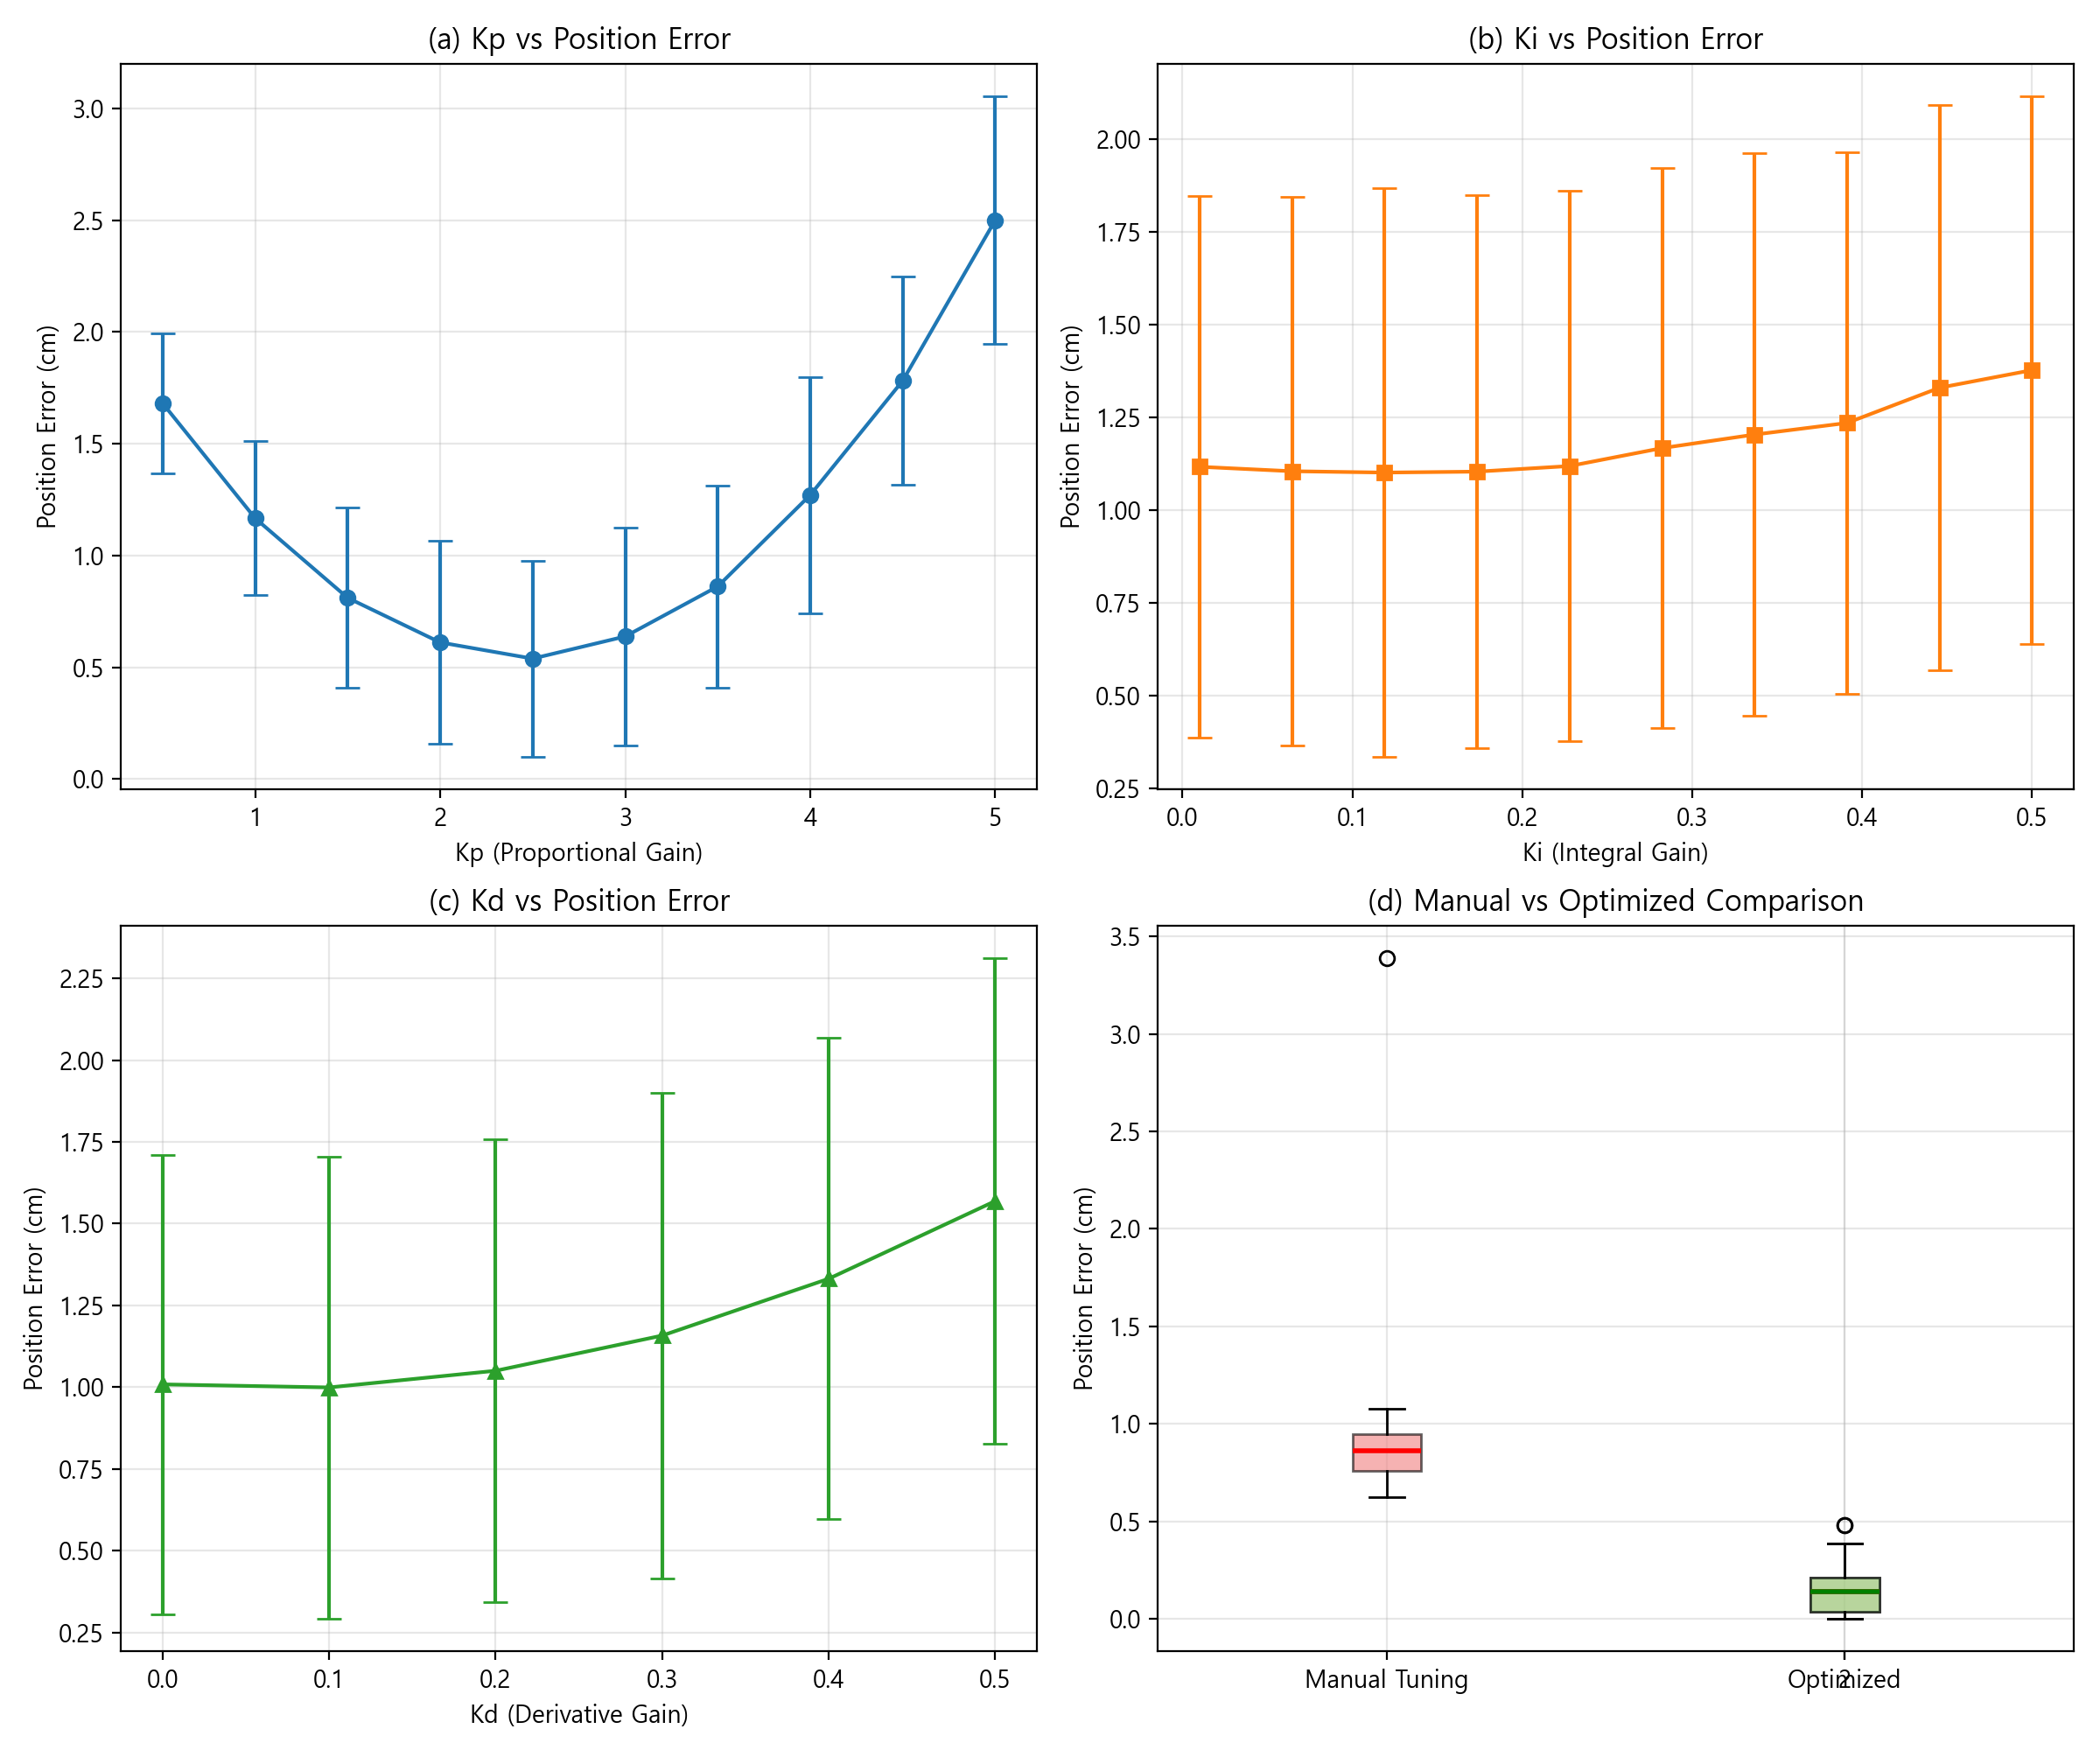 (a) Kp vs Position Error
Position Error (cm)
3.0
2.5
2.0
1.5
1.0
0.5
0.0
1 2 3 4 5
Kp (Proportional Gain)
(b) Ki vs Position Error
Position Error (cm)
2.00
1.75
1.50
1.25
1.00
0.75
0.50
0.25
0.0 0.1 0.2 0.3 0.4 0.5
Ki (Integral Gain)
(c) Kd vs Position Error
Position Error (cm)
2.25
2.00
1.75
1.50
1.25
1.00
0.75
0.50
0.25
0.0 0.1 0.2 0.3 0.4 0.5
Kd (Derivative Gain)
(d) Manual vs Optimized Comparison
Position Error (cm)
3.5
3.0
2.5
2.0
1.5
1.0
0.5
0.0
Manual Tuning Optimized
2